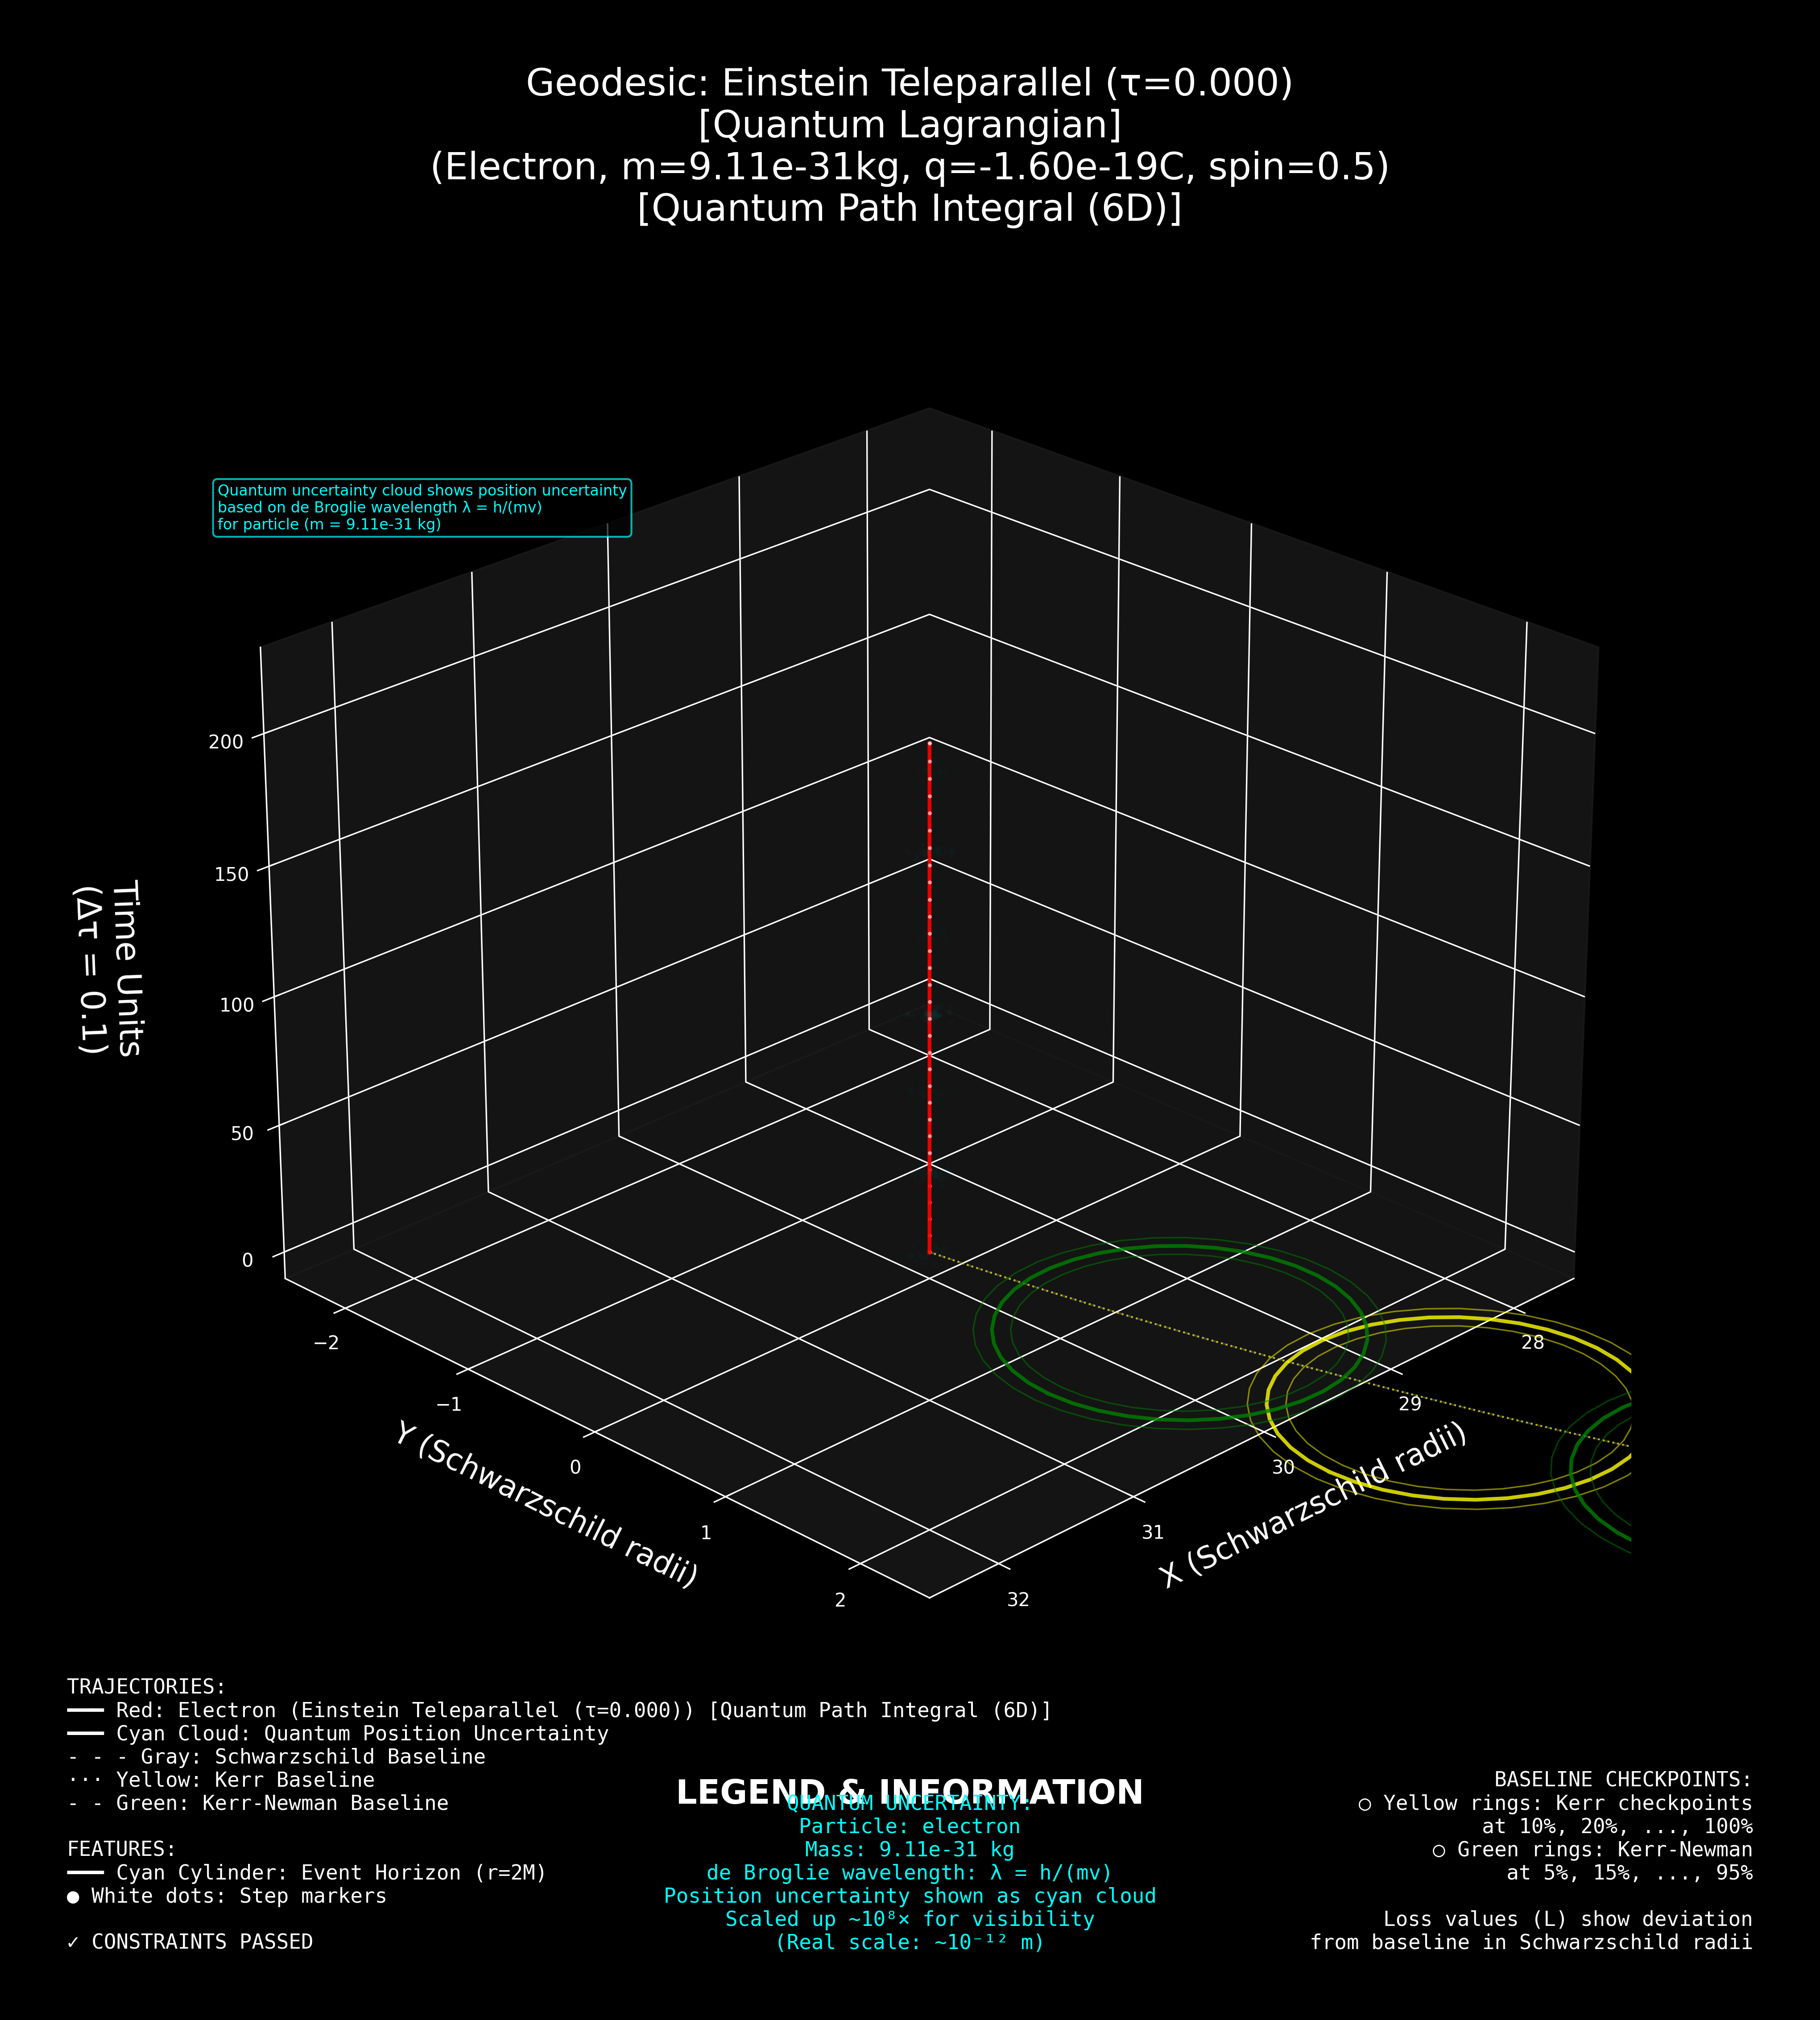 Geodesic: Einstein Teleparallel (τ=0.000)
[Quantum Lagrangian]
(Electron, m=9.11e-31kg, q=-1.60e-19C, spin=0.5)
[Quantum Path Integral (6D)]
Quantum uncertainty cloud shows position uncertainty
based on de Broglie wavelength λ = h/(mv)
for particle (m = 9.11e-31 kg)
200
150
100
50
0
Time Units
(Δτ = 0.1)
−2
−1
0
1
2
Y (Schwarzschild radii)
28
29
30
31
32
X (Schwarzschild radii)
TRAJECTORIES:
━━━ Red: Electron (Einstein Teleparallel (τ=0.000)) [Quantum Path Integral (6D)]
━━━ Cyan Cloud: Quantum Position Uncertainty
- - - Gray: Schwarzschild Baseline
··· Yellow: Kerr Baseline
- - Green: Kerr-Newman Baseline
FEATURES:
━━━ Cyan Cylinder: Event Horizon (r=2M)
● White dots: Step markers
✓ CONSTRAINTS PASSED
LEGEND & INFORMATION
QUANTUM UNCERTAINTY:
Particle: electron
Mass: 9.11e-31 kg
de Broglie wavelength: λ = h/(mv)
Position uncertainty shown as cyan cloud
Scaled up ~10⁸× for visibility
(Real scale: ~10⁻¹² m)
BASELINE CHECKPOINTS:
○ Yellow rings: Kerr checkpoints
at 10%, 20%, ..., 100%
○ Green rings: Kerr-Newman
at 5%, 15%, ..., 95%
Loss values (L) show deviation
from baseline in Schwarzschild radii